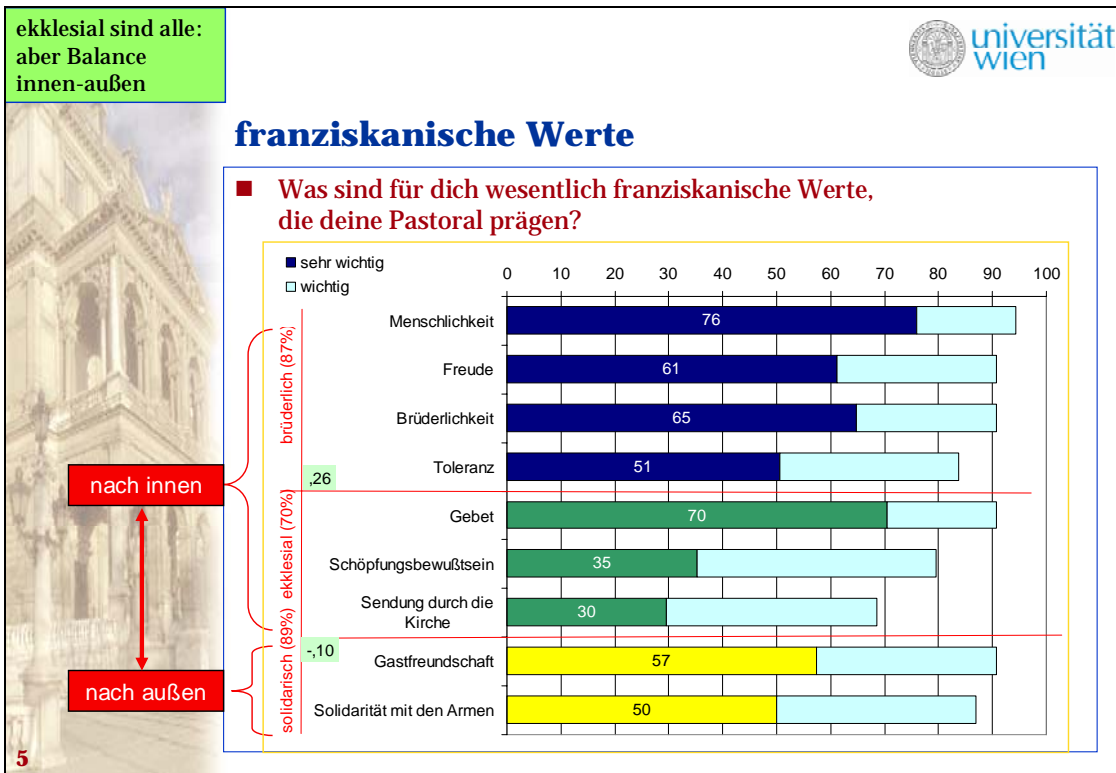 ekklesial sind alle:
aber Balance
innen-außen
universität
wien
franziskanische Werte
Was sind für dich wesentlich franziskanische Werte,
die deine Pastoral prägen?
sehr wichtig
wichtig
0 10 20 30 40 50 60 70 80 90 100
Menschlichkeit 76
Freude 61
Brüderlichkeit 65
Toleranz 51
Gebet 70
Schöpfungsbewußtsein 35
Sendung durch die
Kirche 30
Gastfreundschaft 57
Solidarität mit den Armen 50
brüderlich (87%)
ekklesial (70%)
solidarisch (89%)
,26
-,10
nach innen
nach außen
5